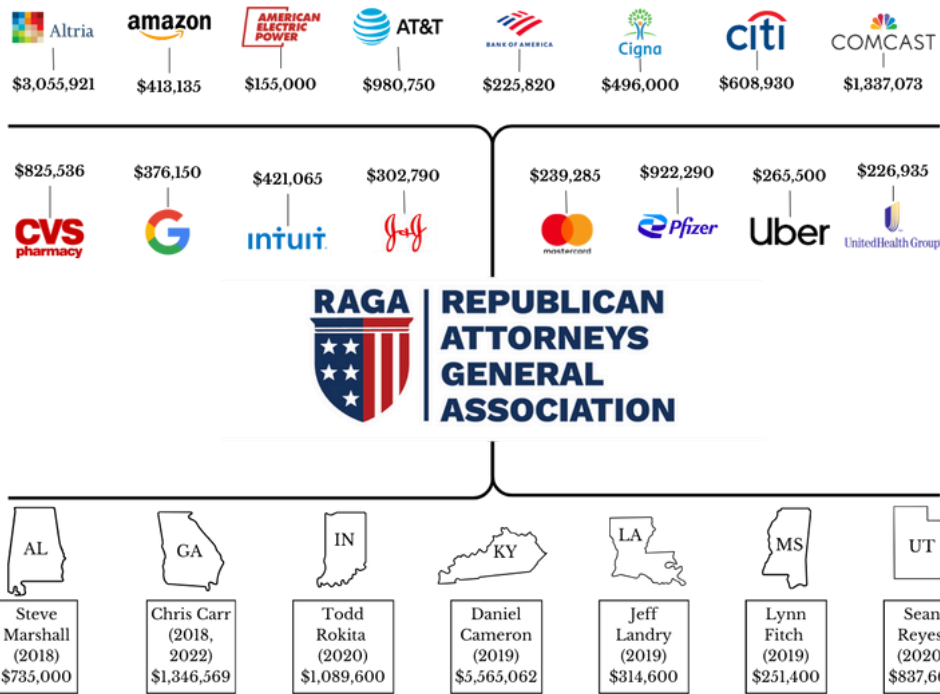 Altria
amazon
AMERICAN
ELECTRIC
POWER
AT&T
BANK OF AMERICA
Cigna
citi
COMCAST
$3,055,921
$413,135
$155,000
$980,750
$225,820
$496,000
$608,930
$1,337,073
$825,536
$376,150
$421,065
$302,790
$239,285
$922,290
$265,500
$226,935
CVS
pharmacy
G
intuit
J&J
mastercard
Pfizer
Uber
U
UnitedHealth Group
RAGA
REPUBLICAN
ATTORNEYS
GENERAL
ASSOCIATION
AL
GA
IN
KY
LA
MS
UT
Steve
Marshall
(2018)
$735,000
Chris Carr
(2018,
2022)
$1,346,569
Todd
Rokita
(2020)
$1,089,600
Daniel
Cameron
(2019)
$5,565,062
Jeff
Landry
(2019)
$314,600
Lynn
Fitch
(2019)
$251,400
Sean
Reyes
(2020